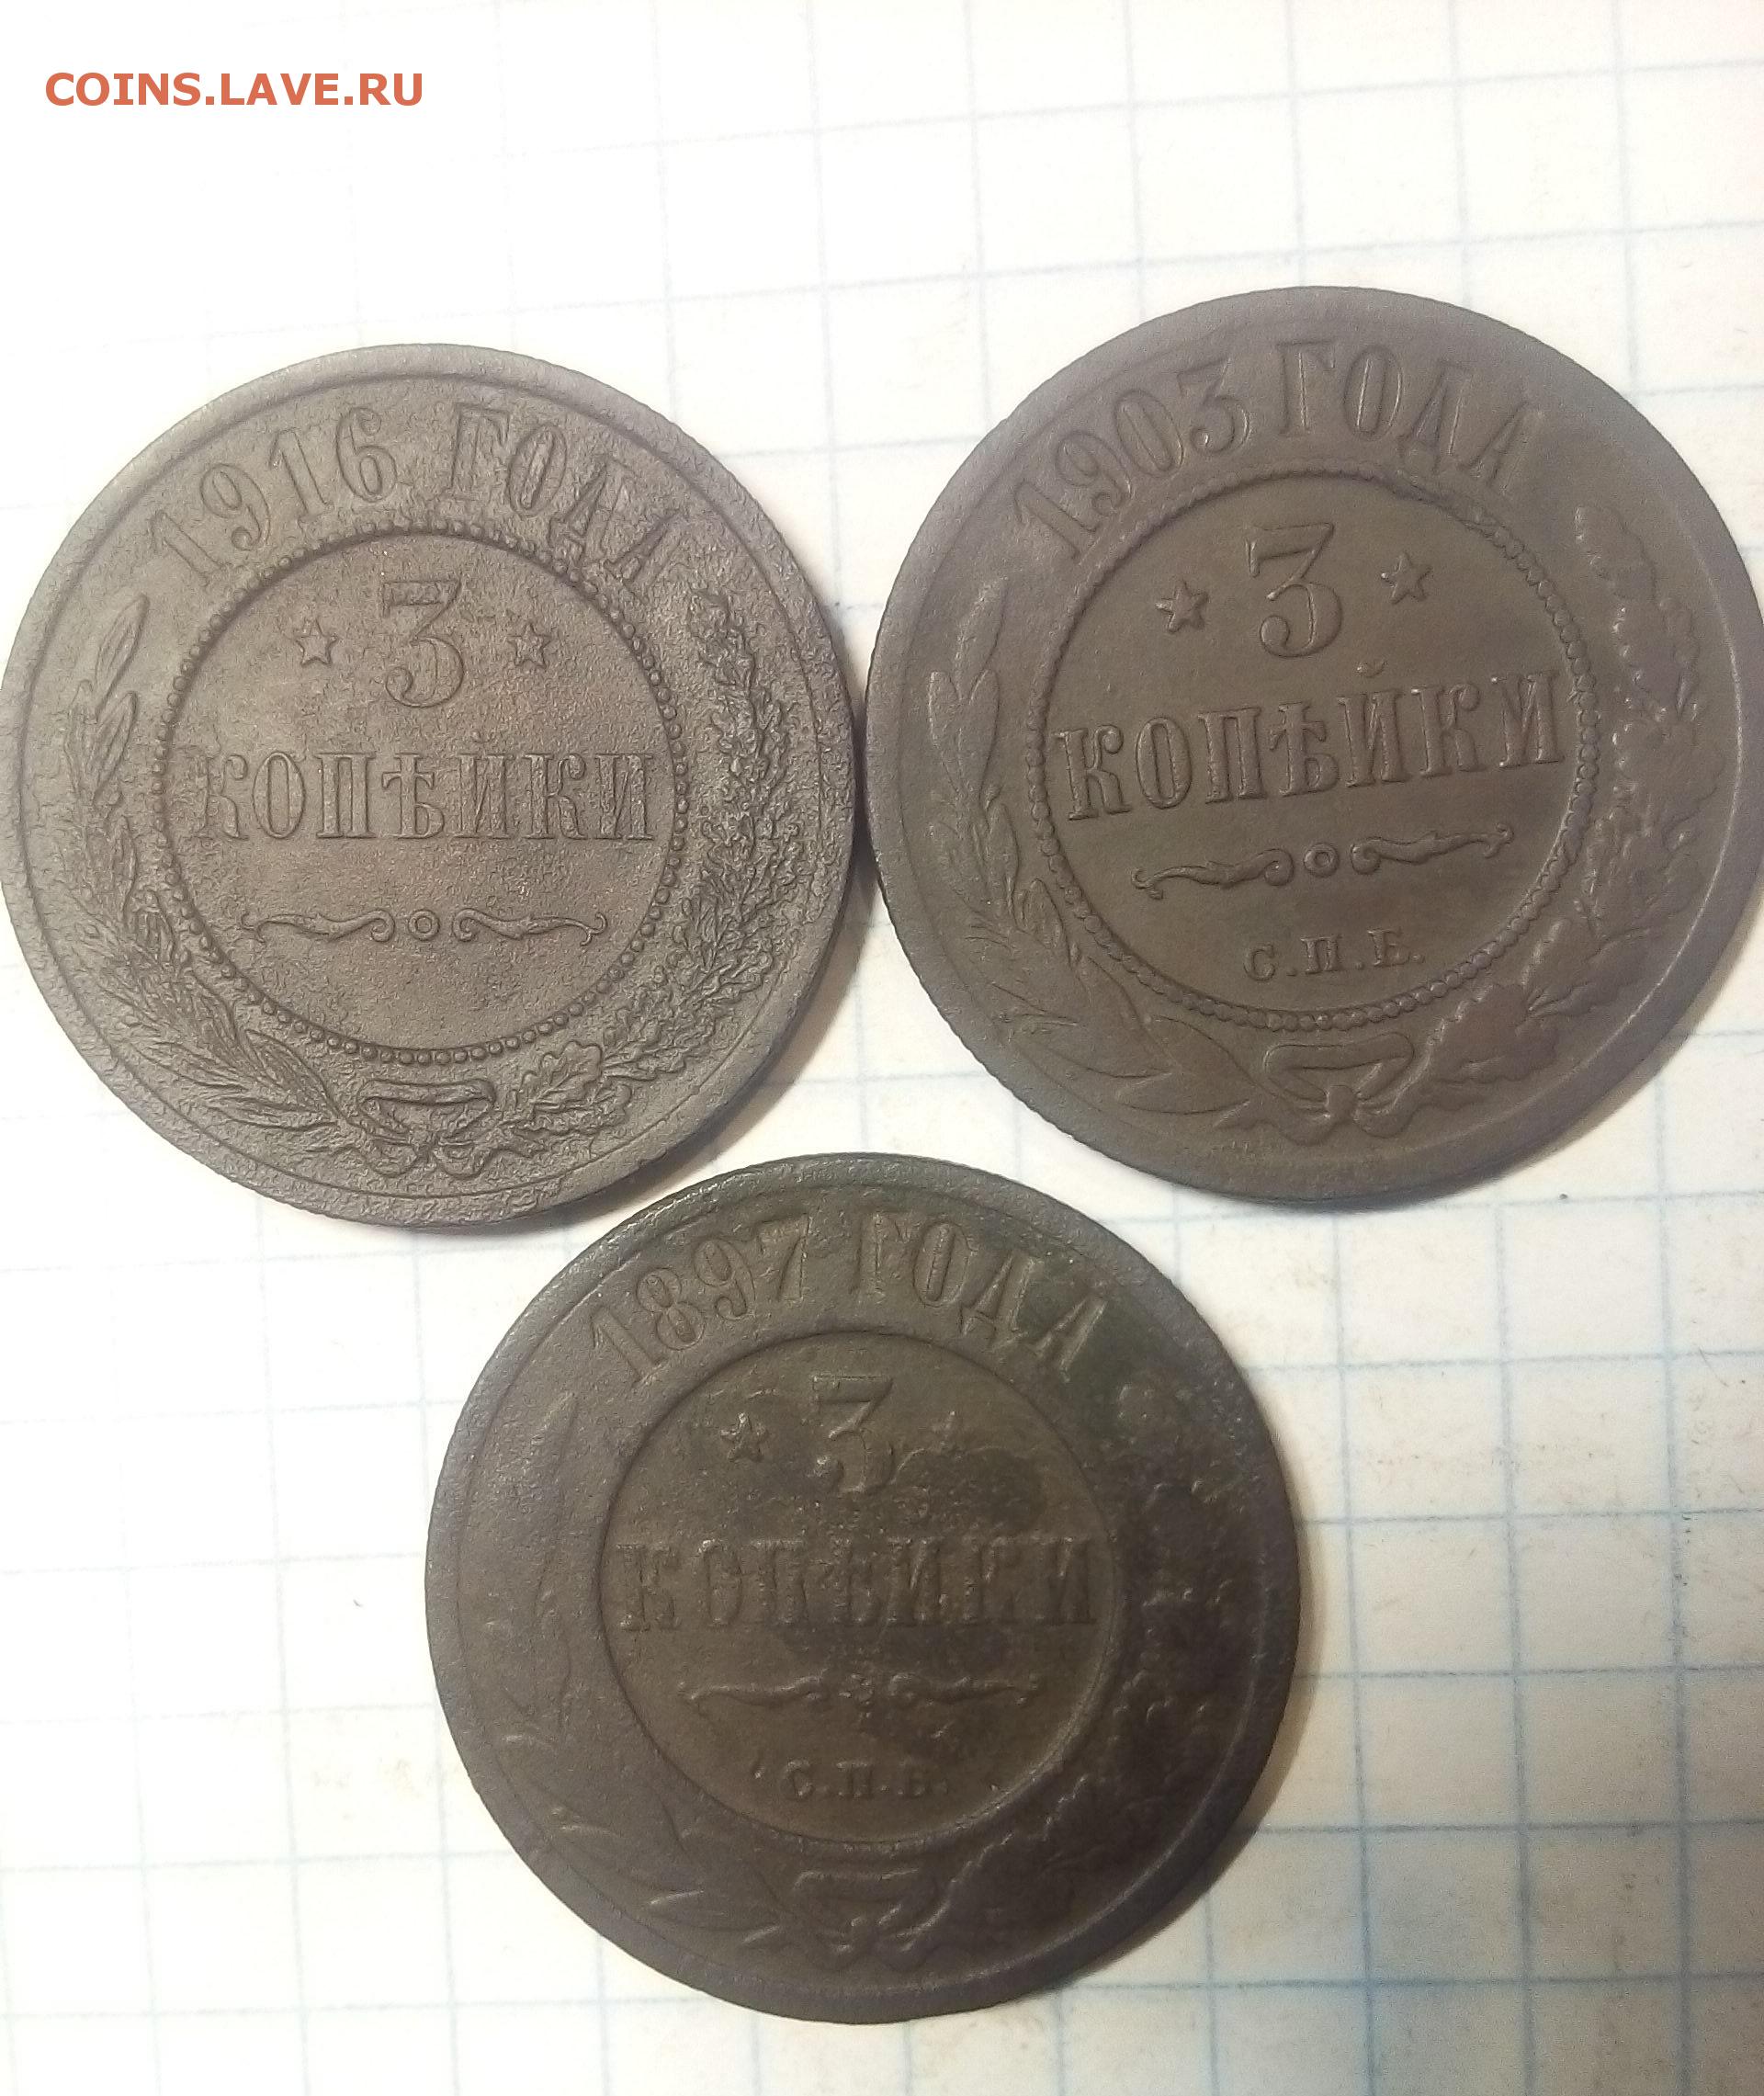 COINS.LAVE.RU
1916 ГОДА
3
КОПѢЙКИ
1903 ГОДА
3
КОПѢЙКИ
С.П.Б.
1897 ГОДА
3
КОПѢЙКИ
С.П.Б.